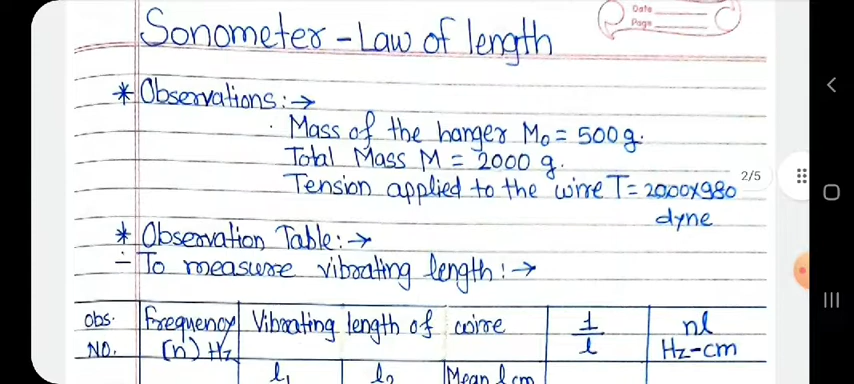 Date
Page
Sonometer - Law of length
* Observations :→
Mass of the hanger M₀ = 500 g.
Total Mass M = 2000 g.
Tension applied to the wire T = 2000x980
dyne
2/5
* Observation Table :→
÷ To measure vibrating length :→
obs. NO.
Frequency (n) Hz
Vibrating length of wire
1/l
nl Hz-cm
l₁
l₂
Mean l cm